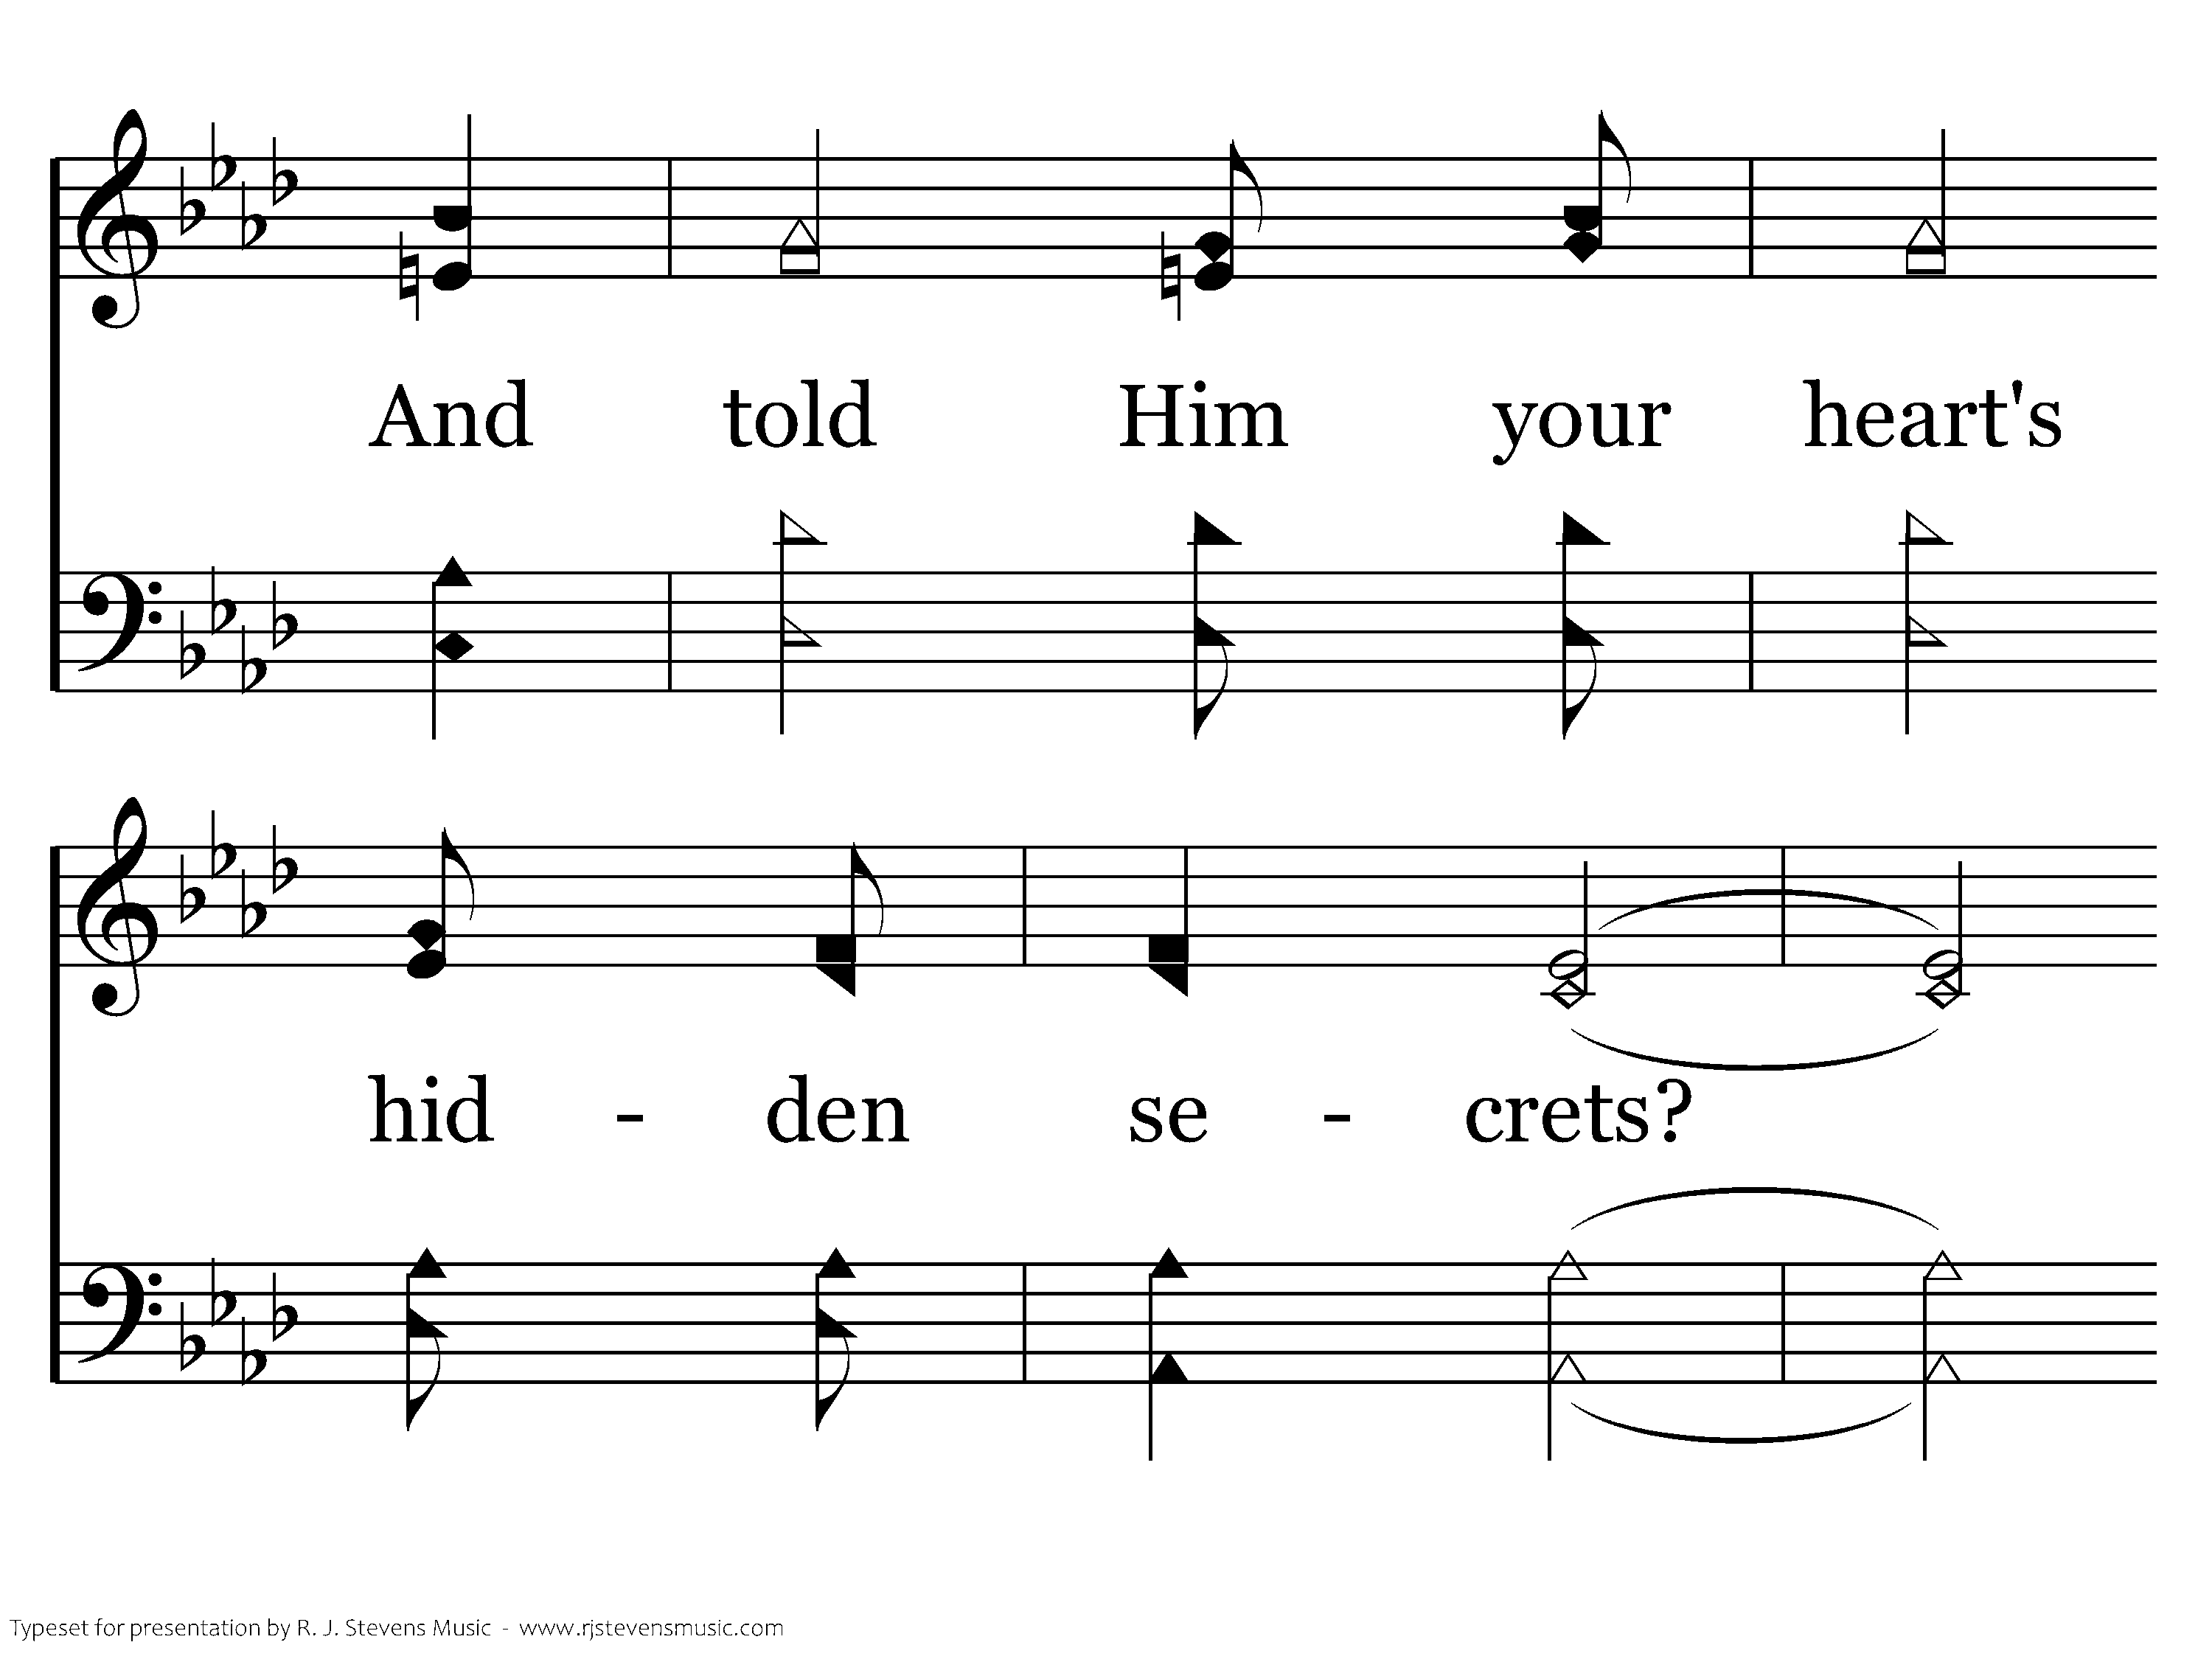 And told Him your heart's
hid - den se - crets?
Typeset for presentation by R. J. Stevens Music - www.rjstevensmusic.com